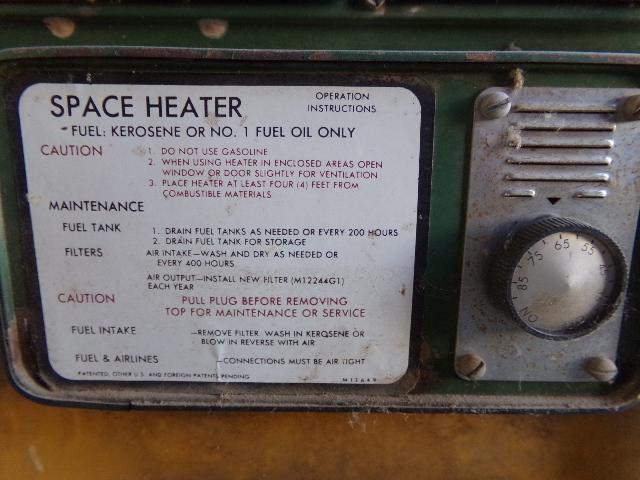 SPACE HEATER
OPERATION
INSTRUCTIONS
FUEL: KEROSENE OR NO. 1 FUEL OIL ONLY
CAUTION 1. DO NOT USE GASOLINE
2. WHEN USING HEATER IN ENCLOSED AREAS OPEN
WINDOW OR DOOR SLIGHTLY FOR VENTILATION
3. PLACE HEATER AT LEAST FOUR (4) FEET FROM
COMBUSTIBLE MATERIALS
MAINTENANCE
FUEL TANK 1. DRAIN FUEL TANKS AS NEEDED OR EVERY 200 HOURS
2. DRAIN FUEL TANK FOR STORAGE
FILTERS AIR INTAKE—WASH AND DRY AS NEEDED OR
EVERY 400 HOURS
AIR OUTPUT—INSTALL NEW FILTER (M12244G1)
EACH YEAR
CAUTION PULL PLUG BEFORE REMOVING
TOP FOR MAINTENANCE OR SERVICE
FUEL INTAKE —REMOVE FILTER. WASH IN KEROSENE OR
BLOW IN REVERSE WITH AIR
FUEL & AIRLINES —CONNECTIONS MUST BE AIR TIGHT
PATENTED, OTHER U.S. AND FOREIGN PATENTS PENDING
ON 85 75 65 55